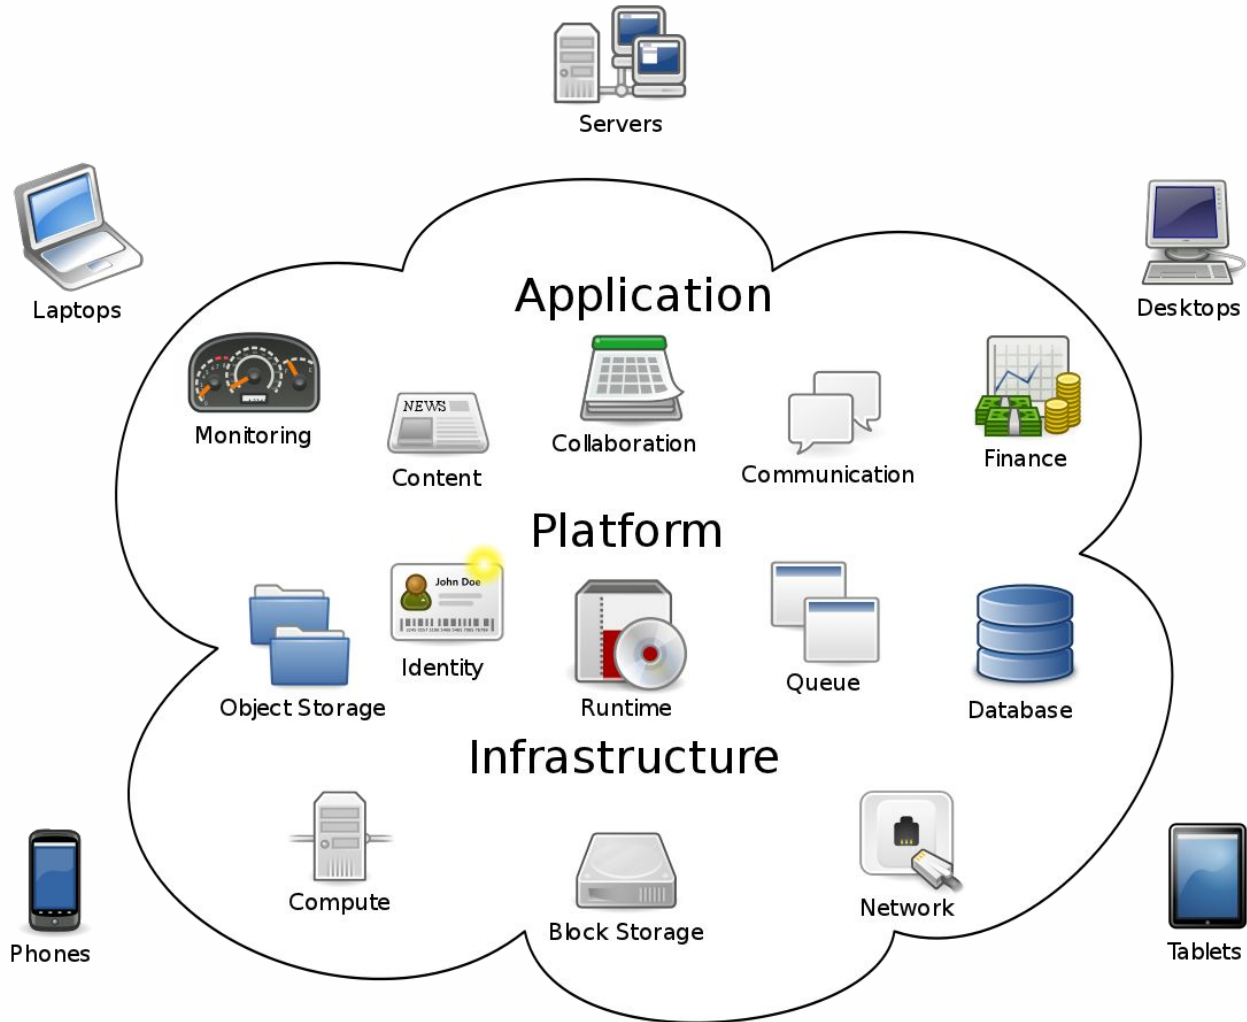 Servers
Laptops
Desktops
Application
Monitoring
NEWS
Content
Collaboration
Communication
Finance
Platform
John Doe
Object Storage
Identity
Runtime
Queue
Database
Infrastructure
Compute
Block Storage
Network
Phones
Tablets